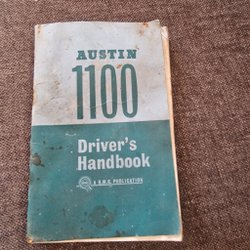 AUSTIN
1100
Driver's
Handbook
A B.M.C. PUBLICATION